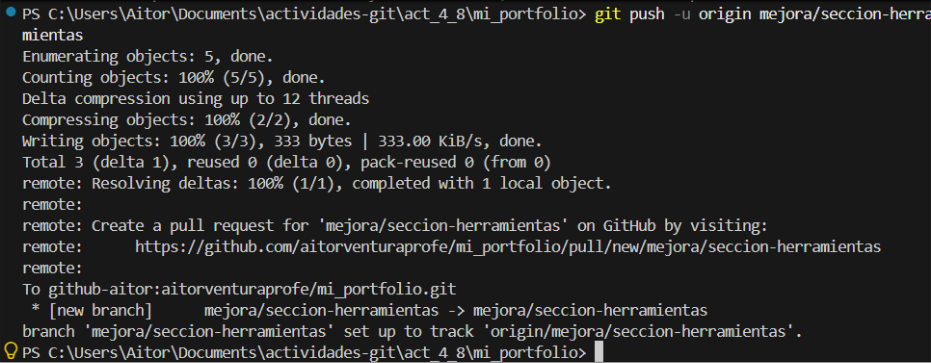 PS C:\Users\Aitor\Documents\actividades-git\act_4_8\mi_portfolio> git push -u origin mejora/seccion-herra
mientas
Enumerating objects: 5, done.
Counting objects: 100% (5/5), done.
Delta compression using up to 12 threads
Compressing objects: 100% (2/2), done.
Writing objects: 100% (3/3), 333 bytes | 333.00 KiB/s, done.
Total 3 (delta 1), reused 0 (delta 0), pack-reused 0 (from 0)
remote: Resolving deltas: 100% (1/1), completed with 1 local object.
remote:
remote: Create a pull request for 'mejora/seccion-herramientas' on GitHub by visiting:
remote:      https://github.com/aitorventuraprofe/mi_portfolio/pull/new/mejora/seccion-herramientas
remote:
To github-aitor:aitorventuraprofe/mi_portfolio.git
 * [new branch]      mejora/seccion-herramientas -> mejora/seccion-herramientas
branch 'mejora/seccion-herramientas' set up to track 'origin/mejora/seccion-herramientas'.
PS C:\Users\Aitor\Documents\actividades-git\act_4_8\mi_portfolio>